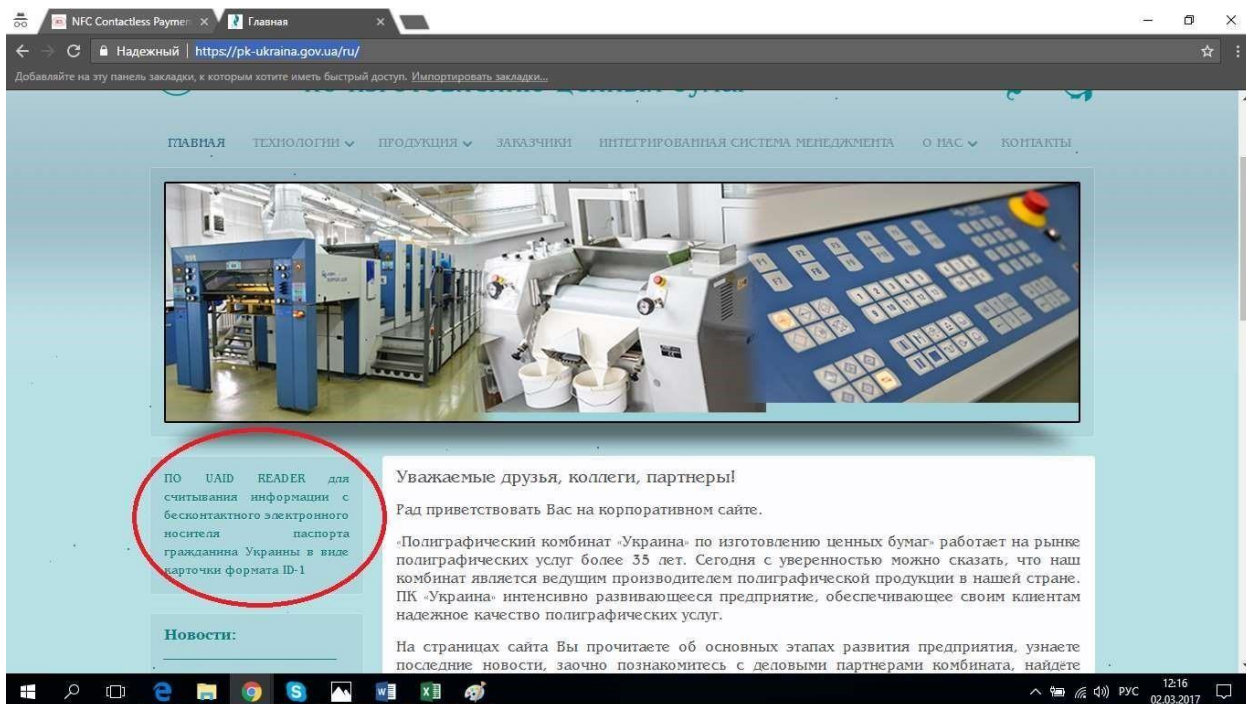 NFC Contactless Paymen
Главная
Надежный | https://pk-ukraina.gov.ua/ru/
Добавляйте на эту панель закладки, к которым хотите иметь быстрый доступ. Импортировать закладки...
ГЛАВНАЯ ТЕХНОЛОГИИ ПРОДУКЦИЯ ЗАКАЗЧИКИ ИНТЕГРИРОВАННАЯ СИСТЕМА МЕНЕДЖМЕНТА О НАС КОНТАКТЫ
ПО UAID READER для
считывания информации с
бесконтактного электронного
носителя паспорта
гражданина Украины в виде
карточки формата ID-1
Новости:
Уважаемые друзья, коллеги, партнеры!
Рад приветствовать Вас на корпоративном сайте.
«Полиграфический комбинат «Украина» по изготовлению ценных бумаг» работает на рынке
полиграфических услуг более 35 лет. Сегодня с уверенностью можно сказать, что наш
комбинат является ведущим производителем полиграфической продукции в нашей стране.
ПК «Украина» интенсивно развивающееся предприятие, обеспечивающее своим клиентам
надежное качество полиграфических услуг.
На страницах сайта Вы прочитаете об основных этапах развития предприятия, узнаете
последние новости, заочно познакомитесь с деловыми партнерами комбината, найдёте
РУС
12:16
02.03.2017